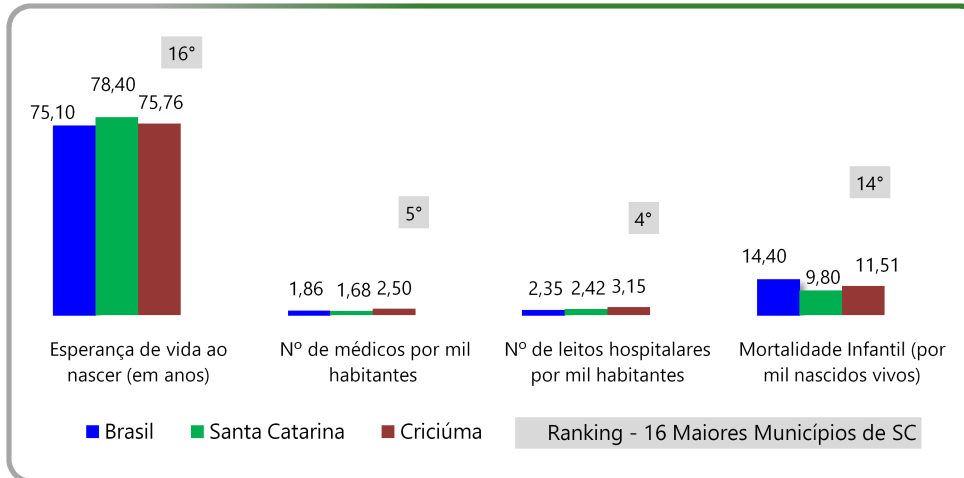 16°
78,40
75,10
75,76
5°
1,86
1,68
2,50
4°
2,35
2,42
3,15
14°
14,40
9,80
11,51
Esperança de vida ao
nascer (em anos)
Nº de médicos por mil
habitantes
Nº de leitos hospitalares
por mil habitantes
Mortalidade Infantil (por
mil nascidos vivos)
Brasil
Santa Catarina
Criciúma
Ranking - 16 Maiores Municípios de SC